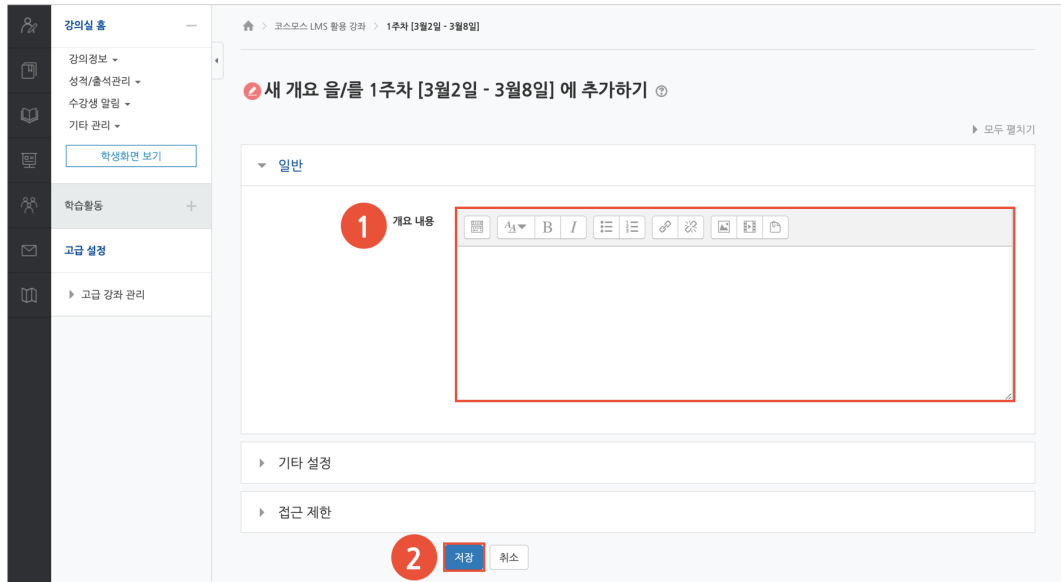 강의실 홈
강의정보
성적/출석관리
수강생 알림
기타 관리
학생화면 보기
학습활동
고급 설정
고급 강좌 관리
코스모스 LMS 활용 강좌 > 1주차 [3월2일 - 3월8일]
새 개요 을/를 1주차 [3월2일 - 3월8일] 에 추가하기
모두 펼치기
일반
1 개요 내용
B I
기타 설정
접근 제한
2 저장 취소